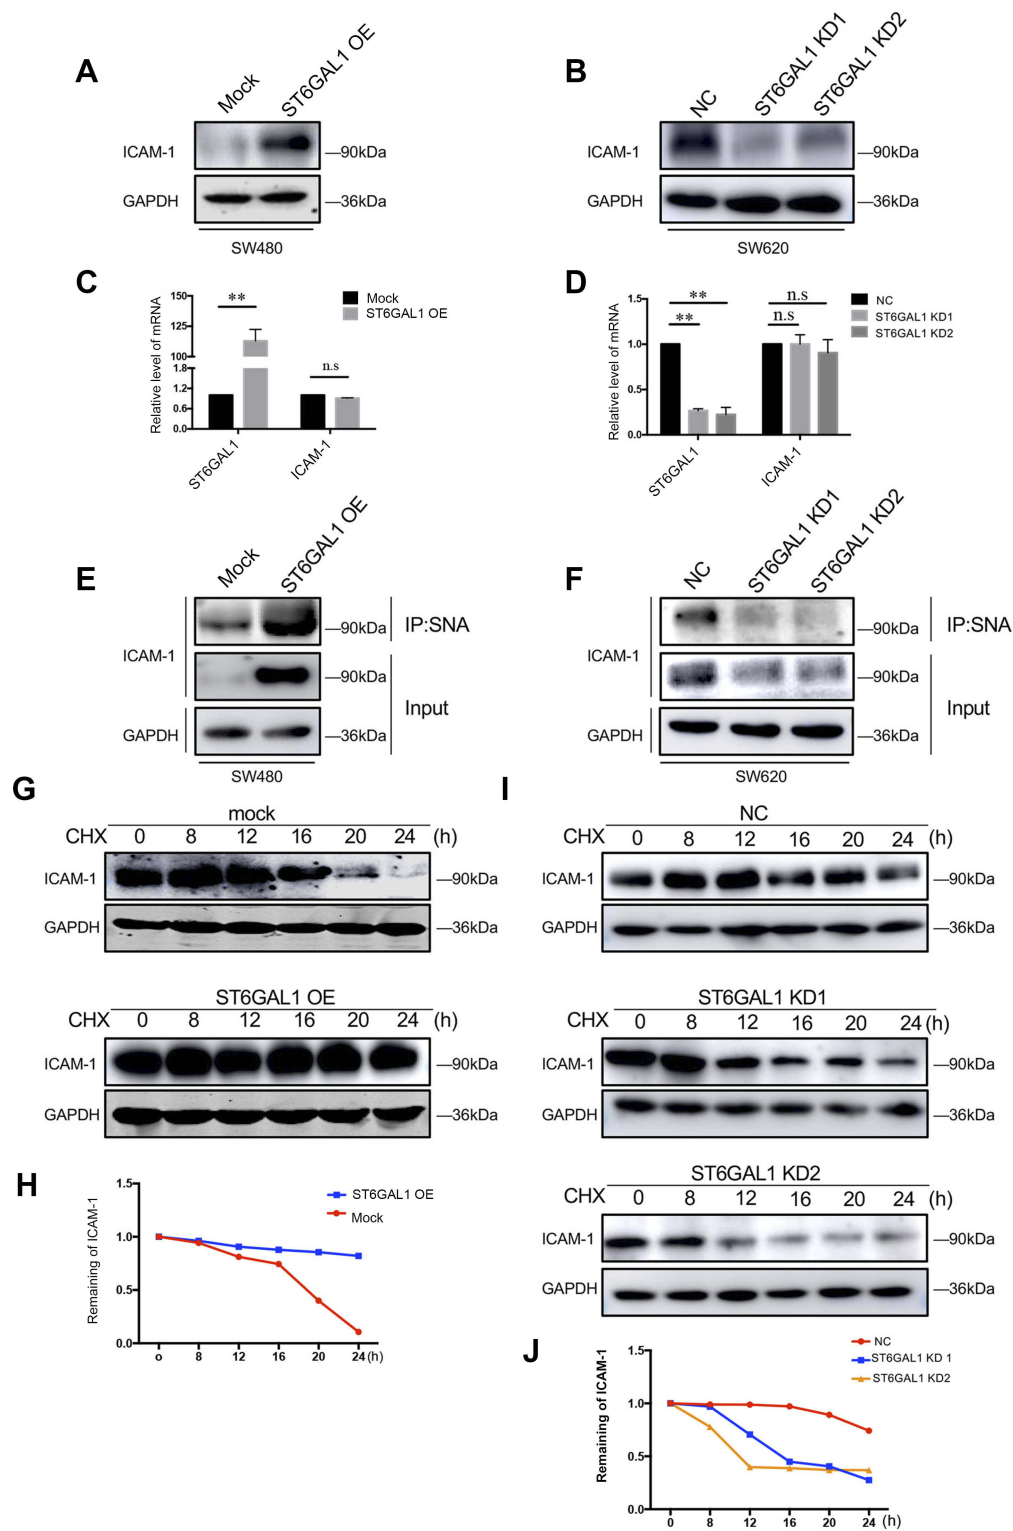 A
Mock
ST6GAL1 OE
ICAM-1
90kDa
GAPDH
36kDa
SW480
B
NC
ST6GAL1 KD1
ST6GAL1 KD2
ICAM-1
90kDa
GAPDH
36kDa
SW620
C
Relative level of mRNA
150
125
100
1.8
1.2
0.6
0.0
**
n.s
Mock
ST6GAL1 OE
ST6GAL1
ICAM-1
D
Relative level of mRNA
1.5
1.0
0.5
0.0
**
**
n.s
n.s
NC
ST6GAL1 KD1
ST6GAL1 KD2
ST6GAL1
ICAM-1
E
Mock
ST6GAL1 OE
ICAM-1
90kDa
IP:SNA
90kDa
Input
GAPDH
36kDa
SW480
F
NC
ST6GAL1 KD1
ST6GAL1 KD2
ICAM-1
90kDa
IP:SNA
90kDa
Input
GAPDH
36kDa
SW620
G
mock
CHX 0 8 12 16 20 24 (h)
ICAM-1
90kDa
GAPDH
36kDa
ST6GAL1 OE
CHX 0 8 12 16 20 24 (h)
ICAM-1
90kDa
GAPDH
36kDa
H
Remaining of ICAM-1
1.5
1.0
0.5
0.0
ST6GAL1 OE
Mock
o 8 12 16 20 24 (h)
I
NC
CHX 0 8 12 16 20 24 (h)
ICAM-1
90kDa
GAPDH
36kDa
ST6GAL1 KD1
CHX 0 8 12 16 20 24 (h)
ICAM-1
90kDa
GAPDH
36kDa
ST6GAL1 KD2
CHX 0 8 12 16 20 24 (h)
ICAM-1
90kDa
GAPDH
36kDa
J
Remaining of ICAM-1
1.5
1.0
0.5
0.0
NC
ST6GAL1 KD 1
ST6GAL1 KD2
0 8 12 16 20 24 (h)